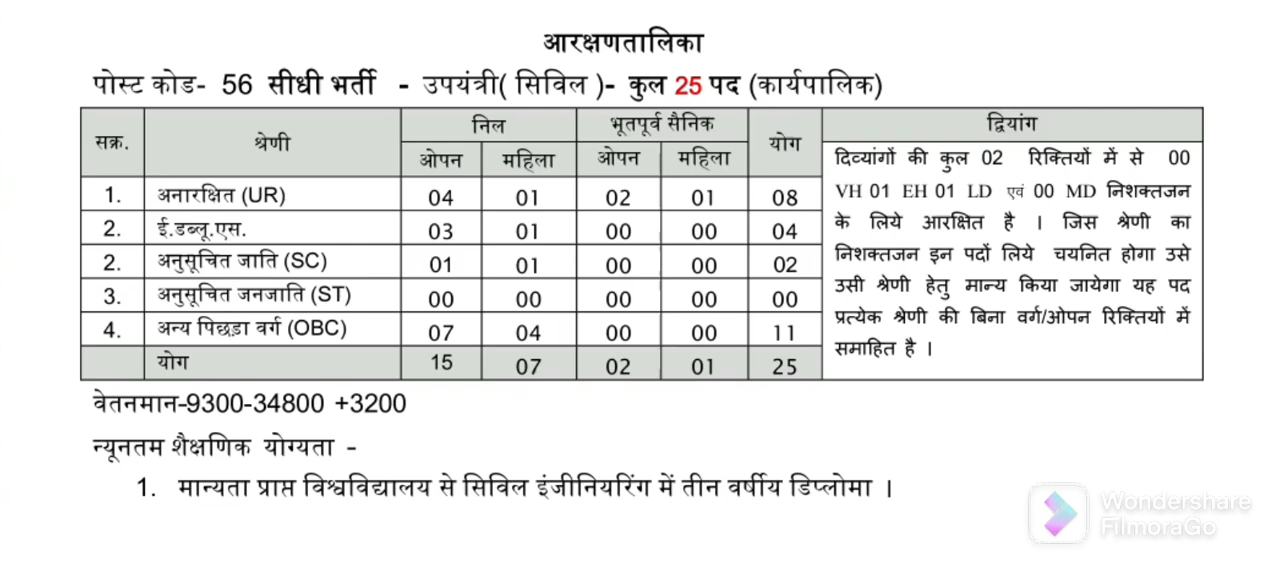 आरक्षणतालिका
पोस्ट कोड- 56 सीधी भर्ती - उपयंत्री( सिविल )- कुल 25 पद (कार्यपालिक)
सक्र. श्रेणी निल भूतपूर्व सैनिक योग द्वियांग
ओपन महिला ओपन महिला
1. अनारक्षित (UR) 04 01 02 01 08
2. ई.डब्लू.एस. 03 01 00 00 04
2. अनुसूचित जाति (SC) 01 01 00 00 02
3. अनुसूचित जनजाति (ST) 00 00 00 00 00
4. अन्य पिछड़ा वर्ग (OBC) 07 04 00 00 11
योग 15 07 02 01 25
दिव्यांगों की कुल 02 रिक्तियों में से 00
VH 01 EH 01 LD एवं 00 MD निशक्तजन
के लिये आरक्षित है । जिस श्रेणी का
निशक्तजन इन पदों लिये चयनित होगा उसे
उसी श्रेणी हेतु मान्य किया जायेगा यह पद
प्रत्येक श्रेणी की बिना वर्ग/ओपन रिक्तियों में
समाहित है ।
वेतनमान-9300-34800 +3200
न्यूनतम शैक्षणिक योग्यता -
1. मान्यता प्राप्त विश्वविद्यालय से सिविल इंजीनियरिंग में तीन वर्षीय डिप्लोमा ।
Wondershare
FilmoraGo